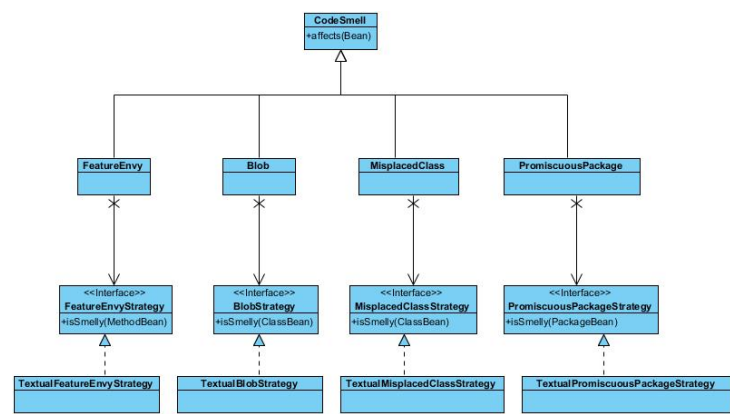 CodeSmell
+affects(Bean)
FeatureEnvy
Blob
MisplacedClass
PromiscuousPackage
<<Interface>>
FeatureEnvyStrategy
+isSmelly(MethodBean)
<<Interface>>
BlobStrategy
+isSmelly(ClassBean)
<<Interface>>
MisplacedClassStrategy
+isSmelly(ClassBean)
<<Interface>>
PromiscuousPackageStrategy
+isSmelly(PackageBean)
TextualFeatureEnvyStrategy
TextualBlobStrategy
TextualMisplacedClassStrategy
TextualPromiscuousPackageStrategy